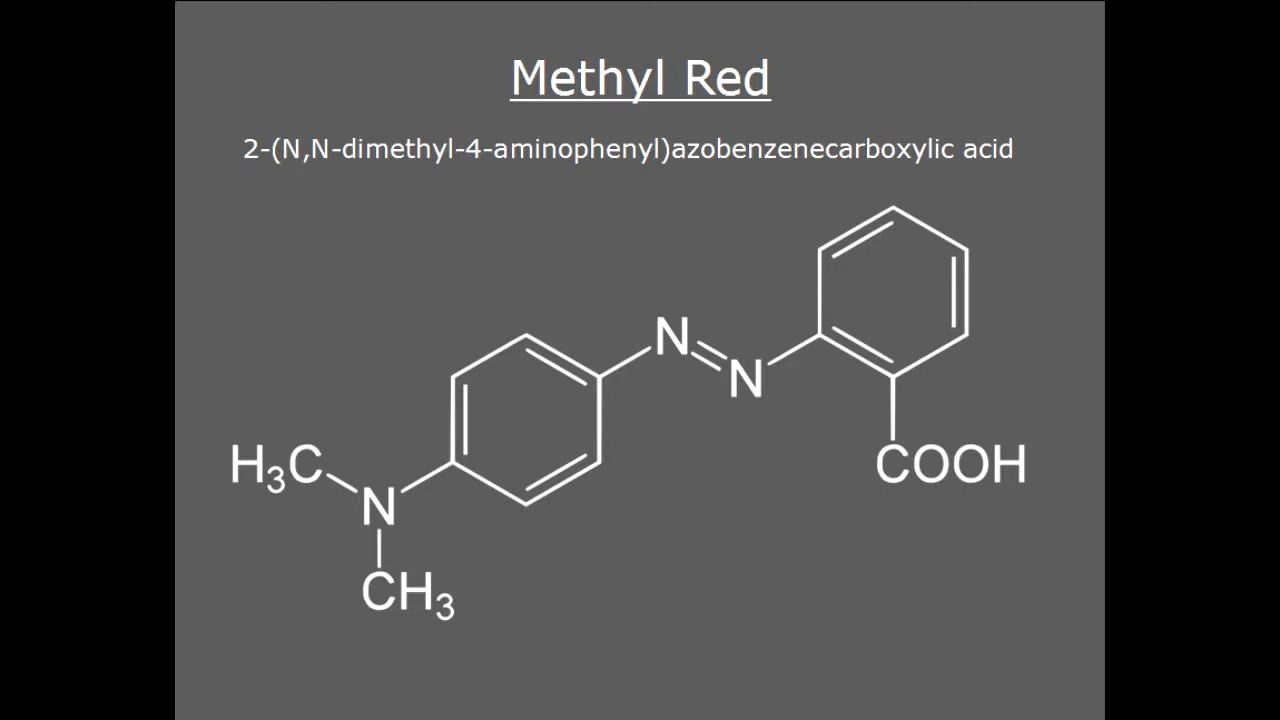 Methyl Red
2-(N,N-dimethyl-4-aminophenyl)azobenzenecarboxylic acid
N
N
H₃C
COOH
N
CH₃